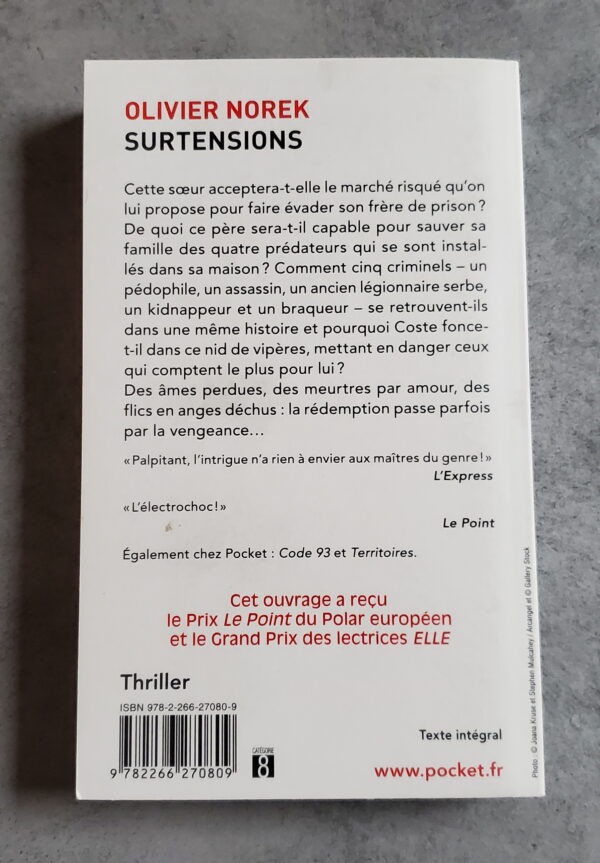 OLIVIER NOREK
SURTENSIONS
Cette sœur acceptera-t-elle le marché risqué qu'on
lui propose pour faire évader son frère de prison ?
De quoi ce père sera-t-il capable pour sauver sa
famille des quatre prédateurs qui se sont instal-
lés dans sa maison ? Comment cinq criminels – un
pédophile, un assassin, un ancien légionnaire serbe,
un kidnappeur et un braqueur – se retrouvent-ils
dans une même histoire et pourquoi Coste fonce-
t-il dans ce nid de vipères, mettant en danger ceux
qui comptent le plus pour lui ?
Des âmes perdues, des meurtres par amour, des
flics en anges déchus : la rédemption passe parfois
par la vengeance…
« Palpitant, l'intrigue n'a rien à envier aux maîtres du genre ! »
L'Express
« L'électrochoc ! »
Le Point
Également chez Pocket : Code 93 et Territoires.
Cet ouvrage a reçu
le Prix Le Point du Polar européen
et le Grand Prix des lectrices ELLE
Thriller
ISBN 978-2-266-27080-9
9 782266 270809
CATÉGORIE
8
Texte intégral
www.pocket.fr
Photo : © Joana Kruse et Stephen Mulcahey / Arcangel et © Gallery Stock